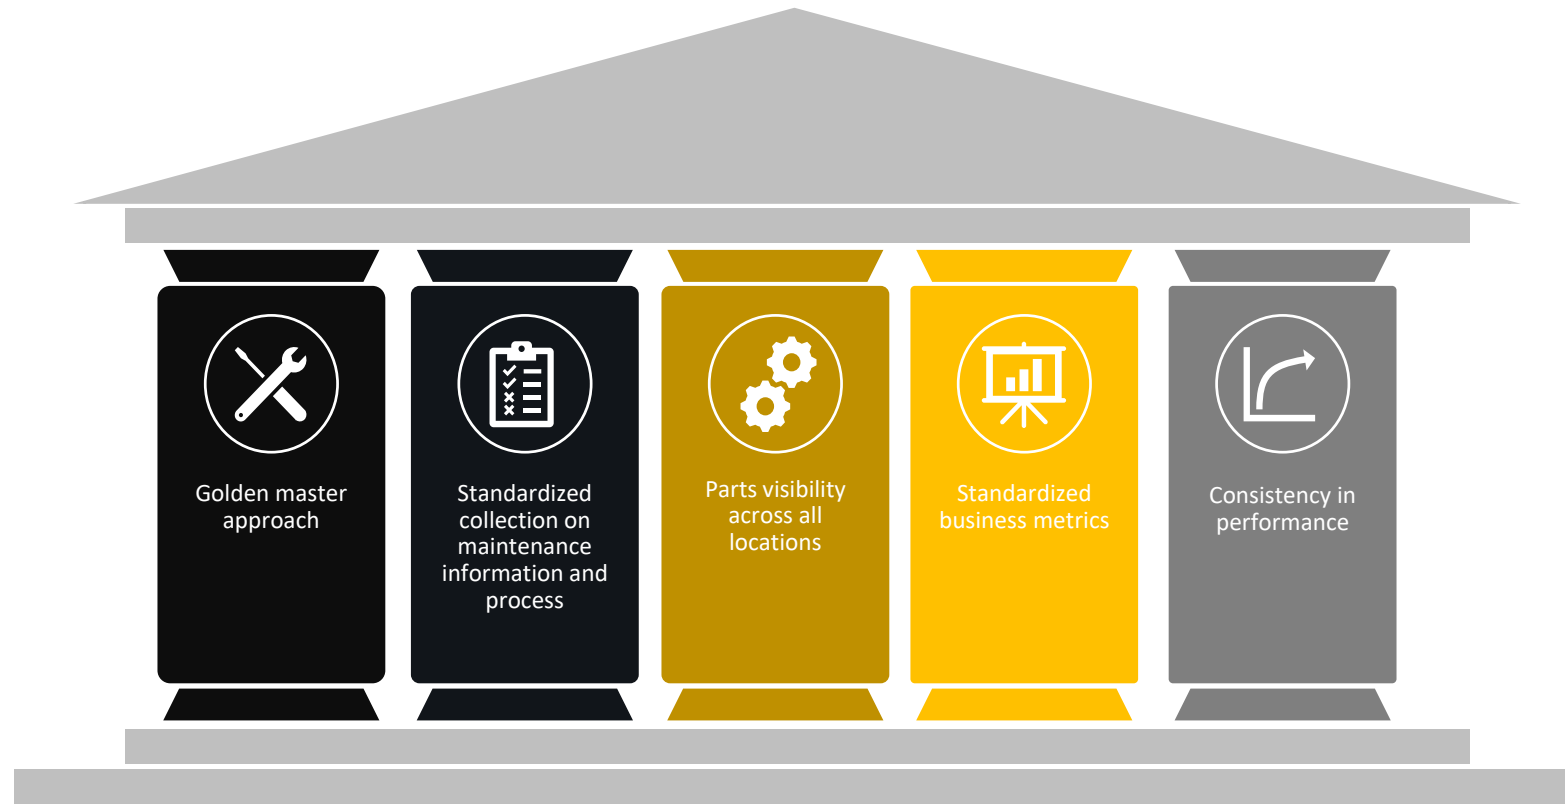 Golden master
approach
Standardized
collection on
maintenance
information and
process
Parts visibility
across all
locations
Standardized
business metrics
Consistency in
performance